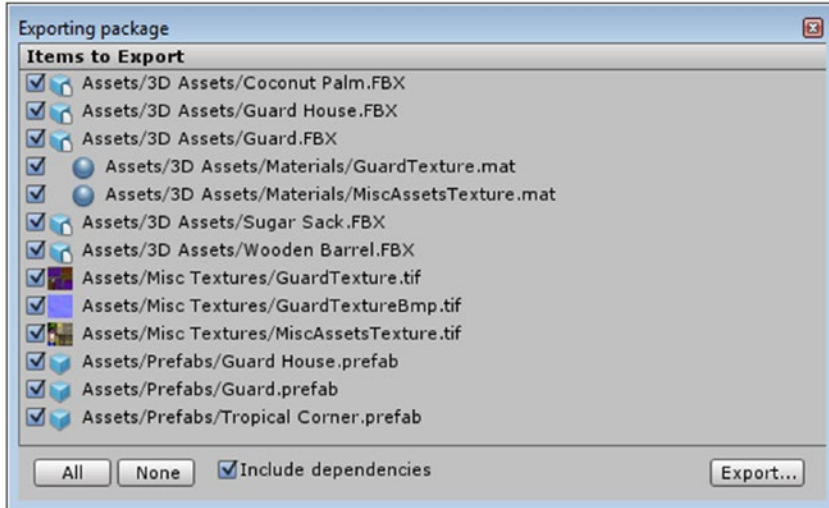 Exporting package
Items to Export
Assets/3D Assets/Coconut Palm.FBX
Assets/3D Assets/Guard House.FBX
Assets/3D Assets/Guard.FBX
Assets/3D Assets/Materials/GuardTexture.mat
Assets/3D Assets/Materials/MiscAssetsTexture.mat
Assets/3D Assets/Sugar Sack.FBX
Assets/3D Assets/Wooden Barrel.FBX
Assets/Misc Textures/GuardTexture.tif
Assets/Misc Textures/GuardTextureBmp.tif
Assets/Misc Textures/MiscAssetsTexture.tif
Assets/Prefabs/Guard House.prefab
Assets/Prefabs/Guard.prefab
Assets/Prefabs/Tropical Corner.prefab
All None Include dependencies Export...